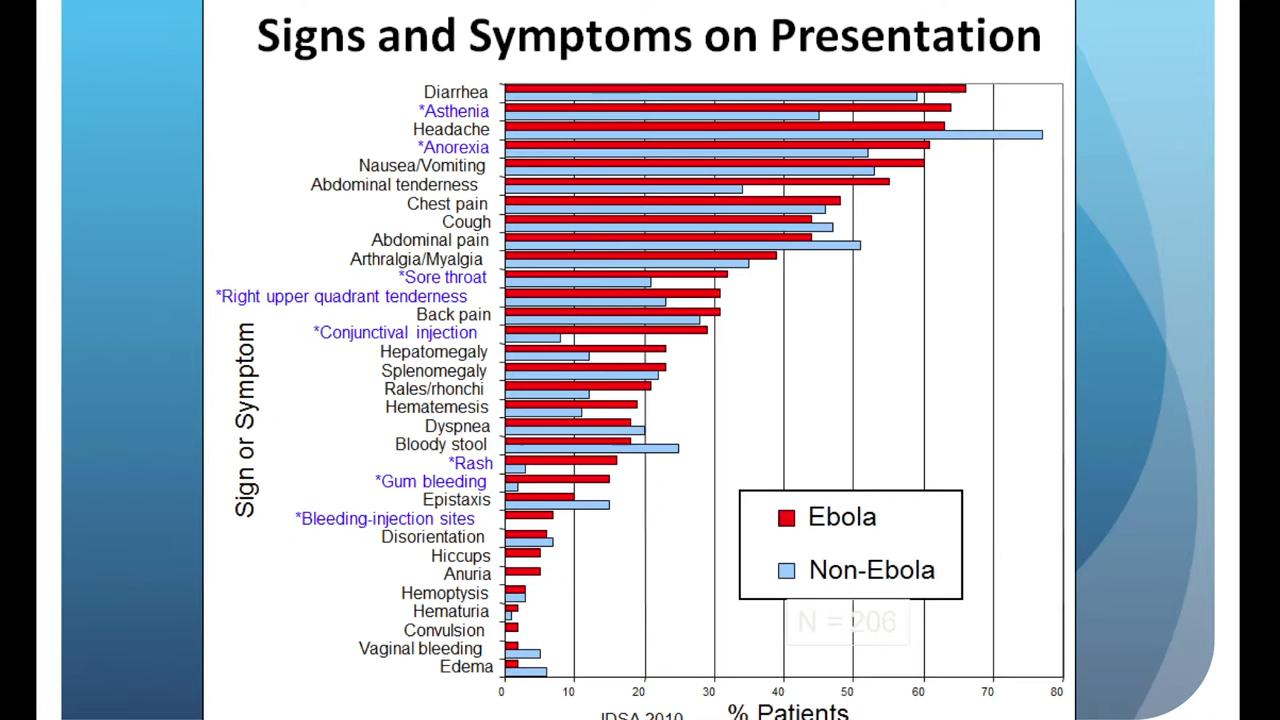 Signs and Symptoms on Presentation
Diarrhea
*Asthenia
Headache
*Anorexia
Nausea/Vomiting
Abdominal tenderness
Chest pain
Cough
Abdominal pain
Arthralgia/Myalgia
*Sore throat
*Right upper quadrant tenderness
Back pain
*Conjunctival injection
Hepatomegaly
Splenomegaly
Rales/rhonchi
Hematemesis
Dyspnea
Bloody stool
*Rash
*Gum bleeding
Epistaxis
*Bleeding-injection sites
Disorientation
Hiccups
Anuria
Hemoptysis
Hematuria
Convulsion
Vaginal bleeding
Edema
Sign or Symptom
Ebola
Non-Ebola
N = 206
0 10 20 30 40 50 60 70 80
IDSA 2010 % Patients